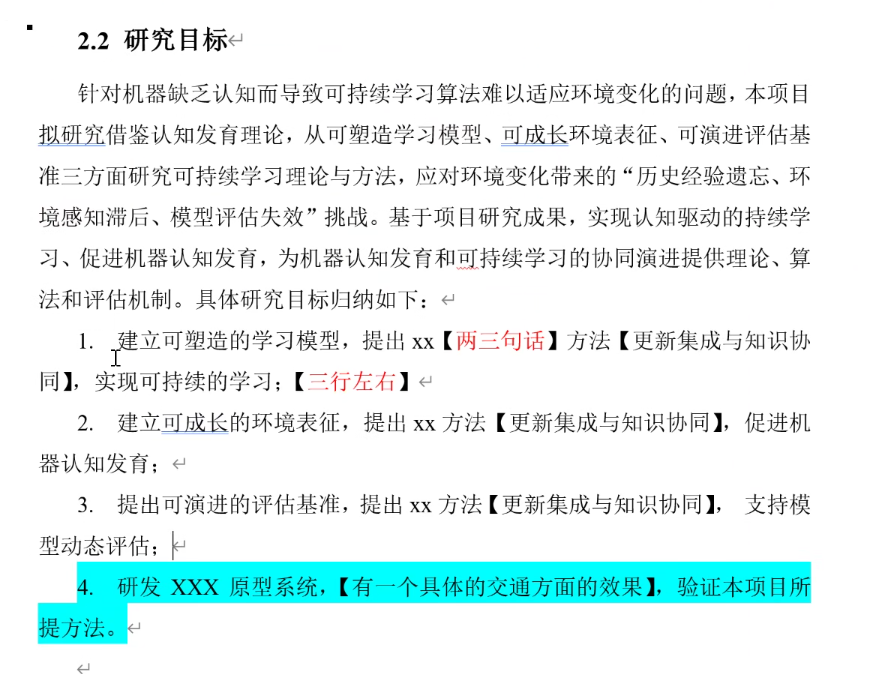 2.2 研究目标
针对机器缺乏认知而导致可持续学习算法难以适应环境变化的问题，本项目
拟研究借鉴认知发育理论，从可塑造学习模型、可成长环境表征、可演进评估基
准三方面研究可持续学习理论与方法，应对环境变化带来的“历史经验遗忘、环
境感知滞后、模型评估失效”挑战。基于项目研究成果，实现认知驱动的持续学
习、促进机器认知发育，为机器认知发育和可持续学习的协同演进提供理论、算
法和评估机制。具体研究目标归纳如下：
1. 建立可塑造的学习模型，提出 xx【两三句话】方法【更新集成与知识协
同】，实现可持续的学习；【三行左右】
2. 建立可成长的环境表征，提出 xx 方法【更新集成与知识协同】，促进机
器认知发育；
3. 提出可演进的评估基准，提出 xx 方法【更新集成与知识协同】， 支持模
型动态评估；
4. 研发 XXX 原型系统，【有一个具体的交通方面的效果】，验证本项目所
提方法。